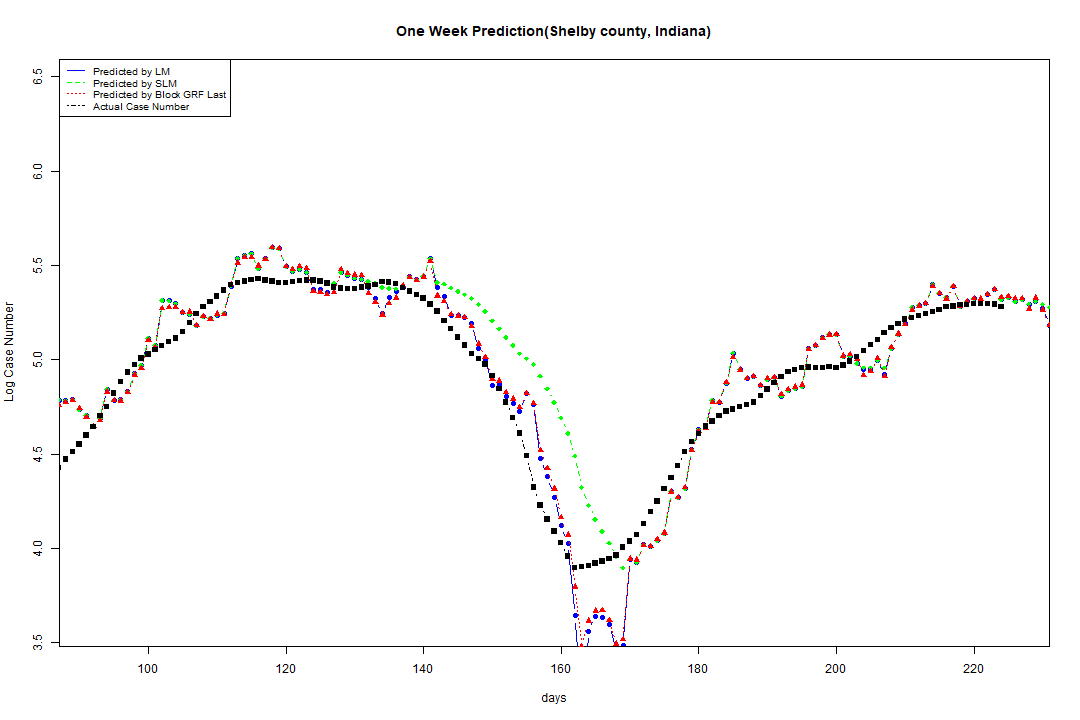 One Week Prediction(Shelby county, Indiana)
Predicted by LM
Predicted by SLM
Predicted by Block GRF Last
Actual Case Number
6.5
6.0
5.5
5.0
4.5
4.0
3.5
Log Case Number
100 120 140 160 180 200 220
days